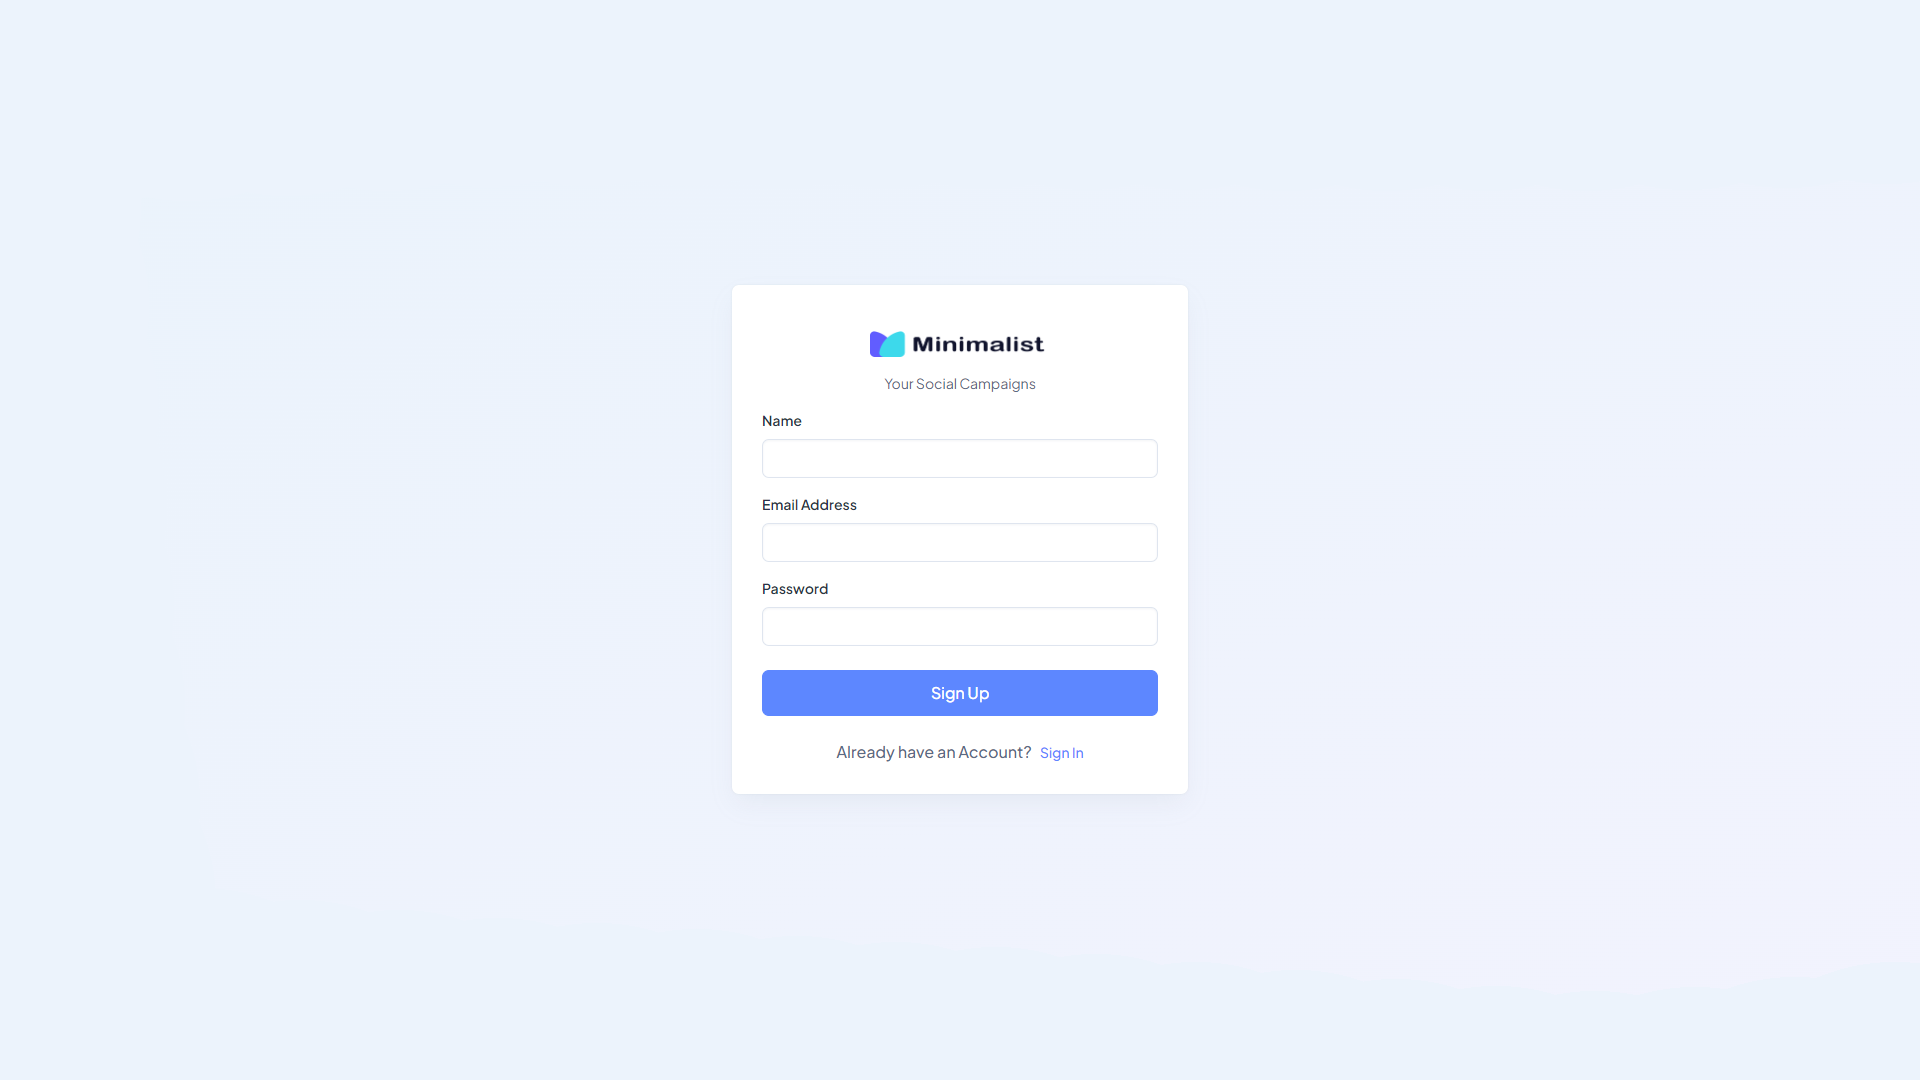 Minimalist
Your Social Campaigns
Name
Email Address
Password
Sign Up
Already have an Account? Sign In